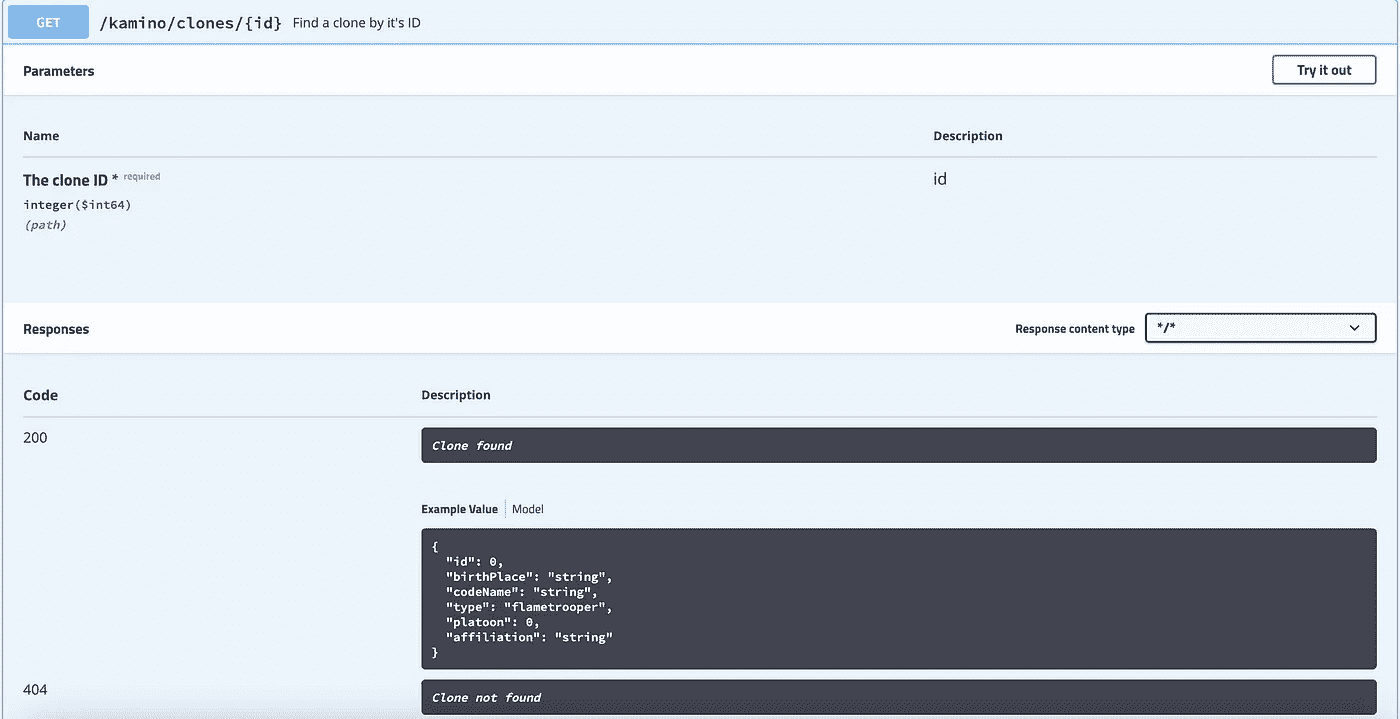 GET /kamino/clones/{id} Find a clone by it's ID
Parameters Try it out
Name Description
The clone ID * required id
integer($int64)
(path)
Responses Response content type */*
Code Description
200 Clone found
Example Value Model
{
"id": 0,
"birthPlace": "string",
"codeName": "string",
"type": "flametrooper",
"platoon": 0,
"affiliation": "string"
}
404 Clone not found